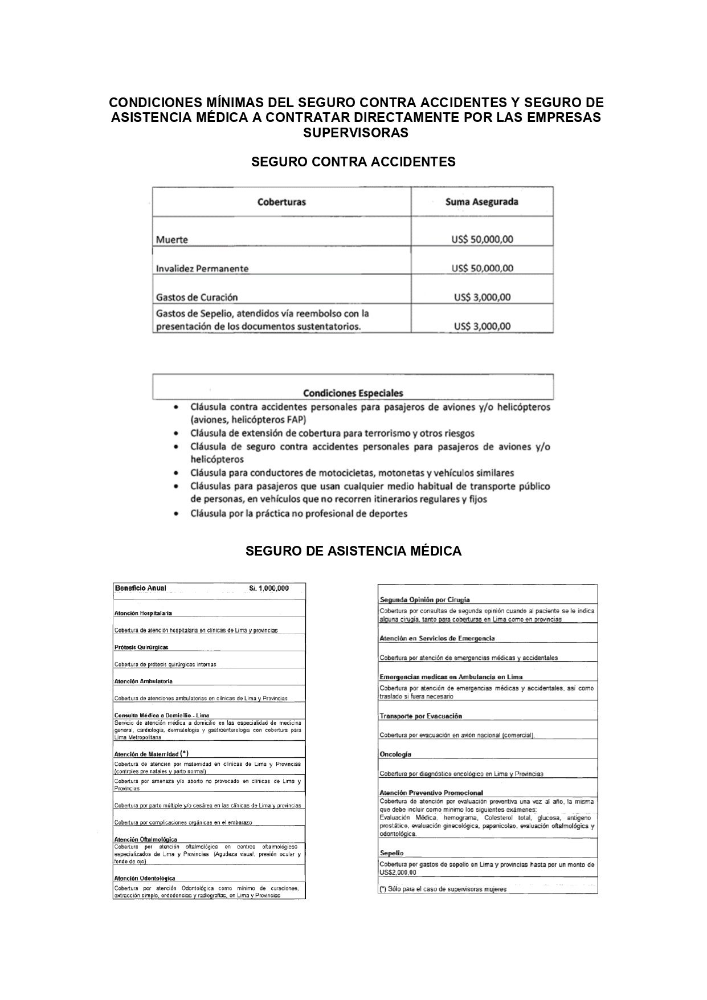 CONDICIONES MÍNIMAS DEL SEGURO CONTRA ACCIDENTES Y SEGURO DE
ASISTENCIA MÉDICA A CONTRATAR DIRECTAMENTE POR LAS EMPRESAS
SUPERVISORAS
SEGURO CONTRA ACCIDENTES
Coberturas Suma Asegurada
Muerte US$ 50,000,00
Invalidez Permanente US$ 50,000,00
Gastos de Curación US$ 3,000,00
Gastos de Sepelio, atendidos vía reembolso con la
presentación de los documentos sustentatorios. US$ 3,000,00
Condiciones Especiales
• Cláusula contra accidentes personales para pasajeros de aviones y/o helicópteros
(aviones, helicópteros FAP)
• Cláusula de extensión de cobertura para terrorismo y otros riesgos
• Cláusula de seguro contra accidentes personales para pasajeros de aviones y/o
helicópteros
• Cláusula para conductores de motocicletas, motonetas y vehículos similares
• Cláusulas para pasajeros que usan cualquier medio habitual de transporte público
de personas, en vehículos que no recorren itinerarios regulares y fijos
• Cláusula por la práctica no profesional de deportes
SEGURO DE ASISTENCIA MÉDICA
Beneficio Anual S/. 1,000,000
Atención Hospitalaria
Cobertura de atención hospitalaria en clínicas de Lima y provincias
Prótesis Quirúrgicas
Cobertura de prótesis quirúrgicas internas
Atención Ambulatoria
Cobertura de atenciones ambulatorias en clínicas de Lima y Provincias
Consulta Médica a Domicilio - Lima
Servicio de atención médica a domicilio en las especialidad de medicina
general, cardiología, dermatología y gastroenterología con cobertura para
Lima Metropolitana
Atención de Maternidad (*)
Cobertura de atención por maternidad en clínicas de Lima y Provincias
(controles pre natales y parto normal)
Cobertura por amenaza y/o aborto no provocado en clínicas de Lima y
Provincias
Cobertura por parto múltiple y/o cesárea en las clínicas de Lima y provincias
Cobertura por complicaciones orgánicas en el embarazo
Atención Oftalmológica
Cobertura por atención oftalmológica en centros oftalmológicos
especializados de Lima y Provincias (Agudeza visual, presión ocular y
fondo de ojo)
Atención Odontológica
Cobertura por atención Odontológica como mínimo de curaciones,
extracción simple, endodoncias y radiografías, en Lima y Provincias
Segunda Opinión por Cirugía
Cobertura por consultas de segunda opinión cuando al paciente se le indica
alguna cirugía, tanto para coberturas en Lima como en provincias
Atención en Servicios de Emergencia
Cobertura por atención de emergencias médicas y accidentales
Emergencias medicas en Ambulancia en Lima
Cobertura por atención de emergencias médicas y accidentales, así como
traslado si fuera necesario
Transporte por Evacuación
Cobertura por evacuación en avión nacional (comercial).
Oncología
Cobertura por diagnóstico oncológico en Lima y Provincias
Atención Preventivo Promocional
Cobertura de atención por evaluación preventiva una vez al año, la misma
que debe incluir como mínimo los siguientes exámenes:
Evaluación Médica, hemograma, Colesterol total, glucosa, antigeno
prostático, evaluación ginecológica, papanicolao, evaluación oftalmológica y
odontológica.
Sepelio
Cobertura por gastos de sepelio en Lima y provincias hasta por un monto de
US$2,000.00
(*) Sólo para el caso de supervisoras mujeres